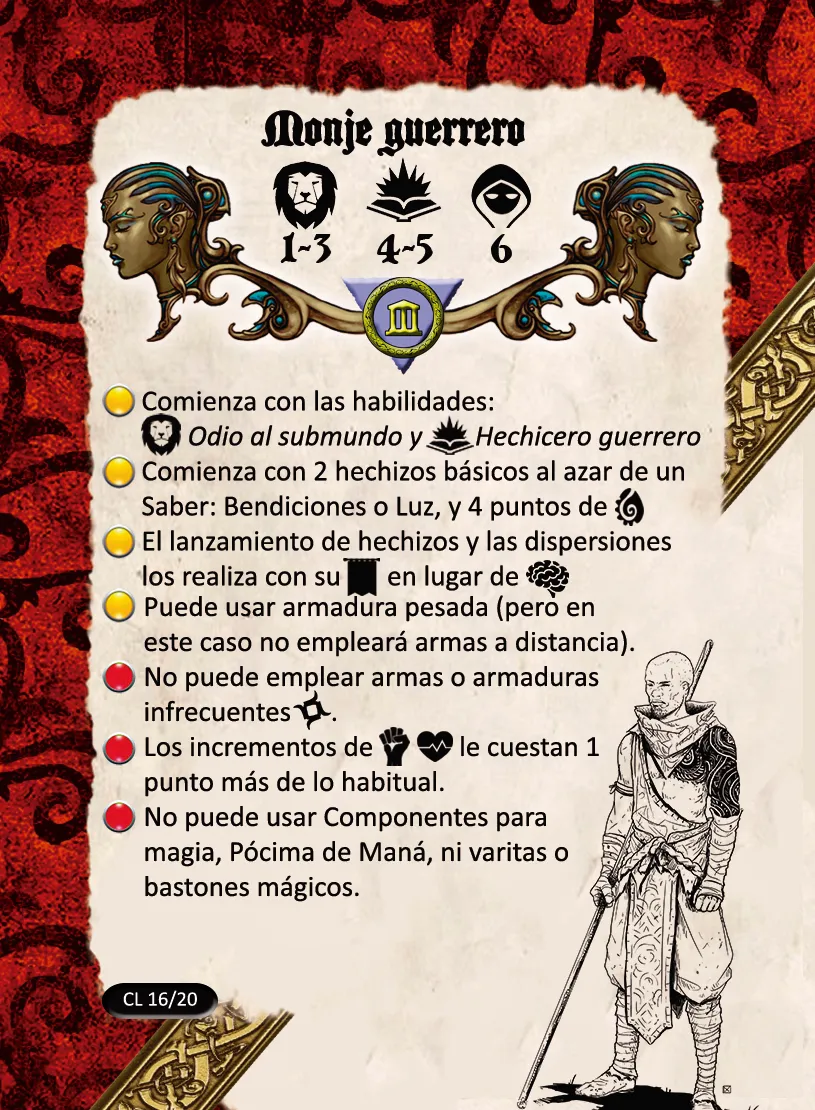 Monje guerrero
1~3 4~5 6
Comienza con las habilidades:
Odio al submundo y Hechicero guerrero
Comienza con 2 hechizos básicos al azar de un
Saber: Bendiciones o Luz, y 4 puntos de
El lanzamiento de hechizos y las dispersiones
los realiza con su en lugar de
Puede usar armadura pesada (pero en
este caso no empleará armas a distancia).
No puede emplear armas o armaduras
infrecuentes .
Los incrementos de le cuestan 1
punto más de lo habitual.
No puede usar Componentes para
magia, Pócima de Maná, ni varitas o
bastones mágicos.
CL 16/20